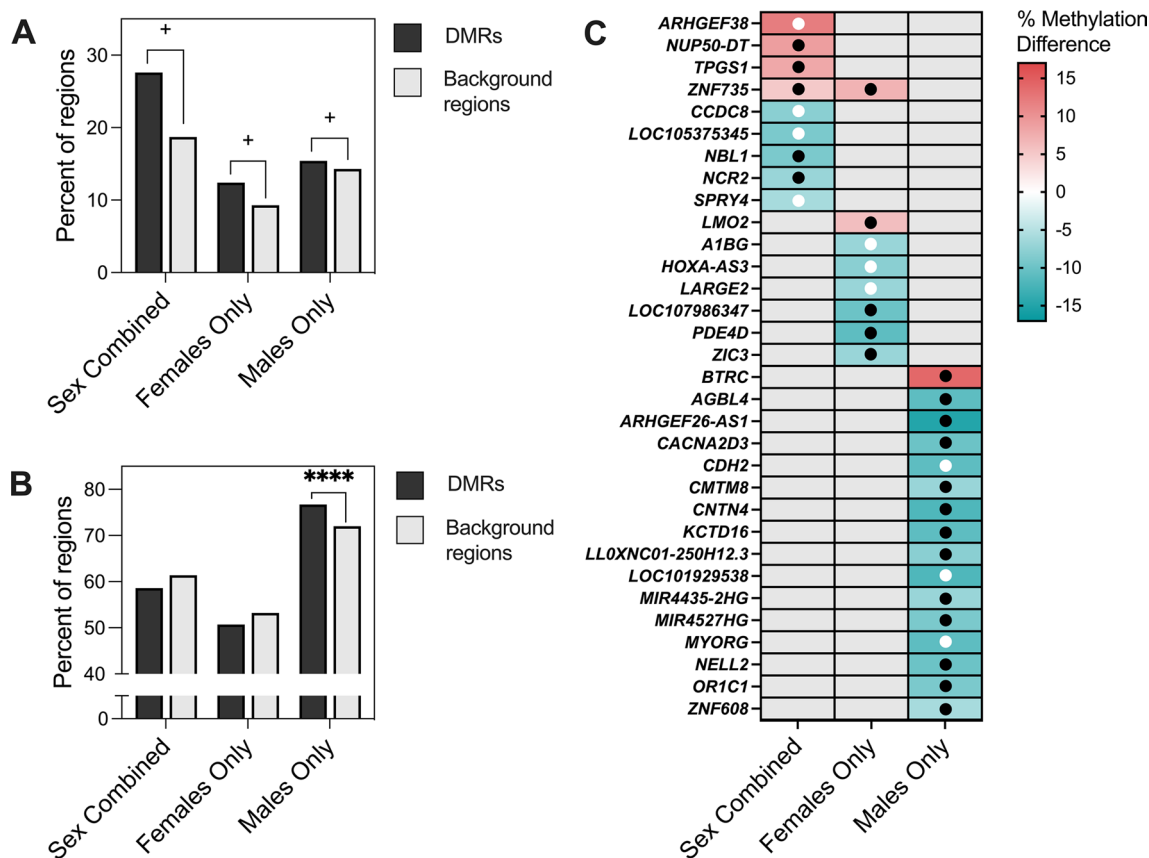 A
Percent of regions
30
20
10
0
+
+
+
DMRs
Background
regions
Sex Combined
Females Only
Males Only
B
Percent of regions
80
70
60
50
40
0
****
DMRs
Background
regions
Sex Combined
Females Only
Males Only
C
ARHGEF38
NUP50-DT
TPGS1
ZNF735
CCDC8
LOC105375345
NBL1
NCR2
SPRY4
LMO2
A1BG
HOXA-AS3
LARGE2
LOC107986347
PDE4D
ZIC3
BTRC
AGBL4
ARHGEF26-AS1
CACNA2D3
CDH2
CMTM8
CNTN4
KCTD16
LL0XNC01-250H12.3
LOC101929538
MIR4435-2HG
MIR4527HG
MYORG
NELL2
OR1C1
ZNF608
Sex Combined
Females Only
Males Only
% Methylation
Difference
15
10
5
0
-5
-10
-15